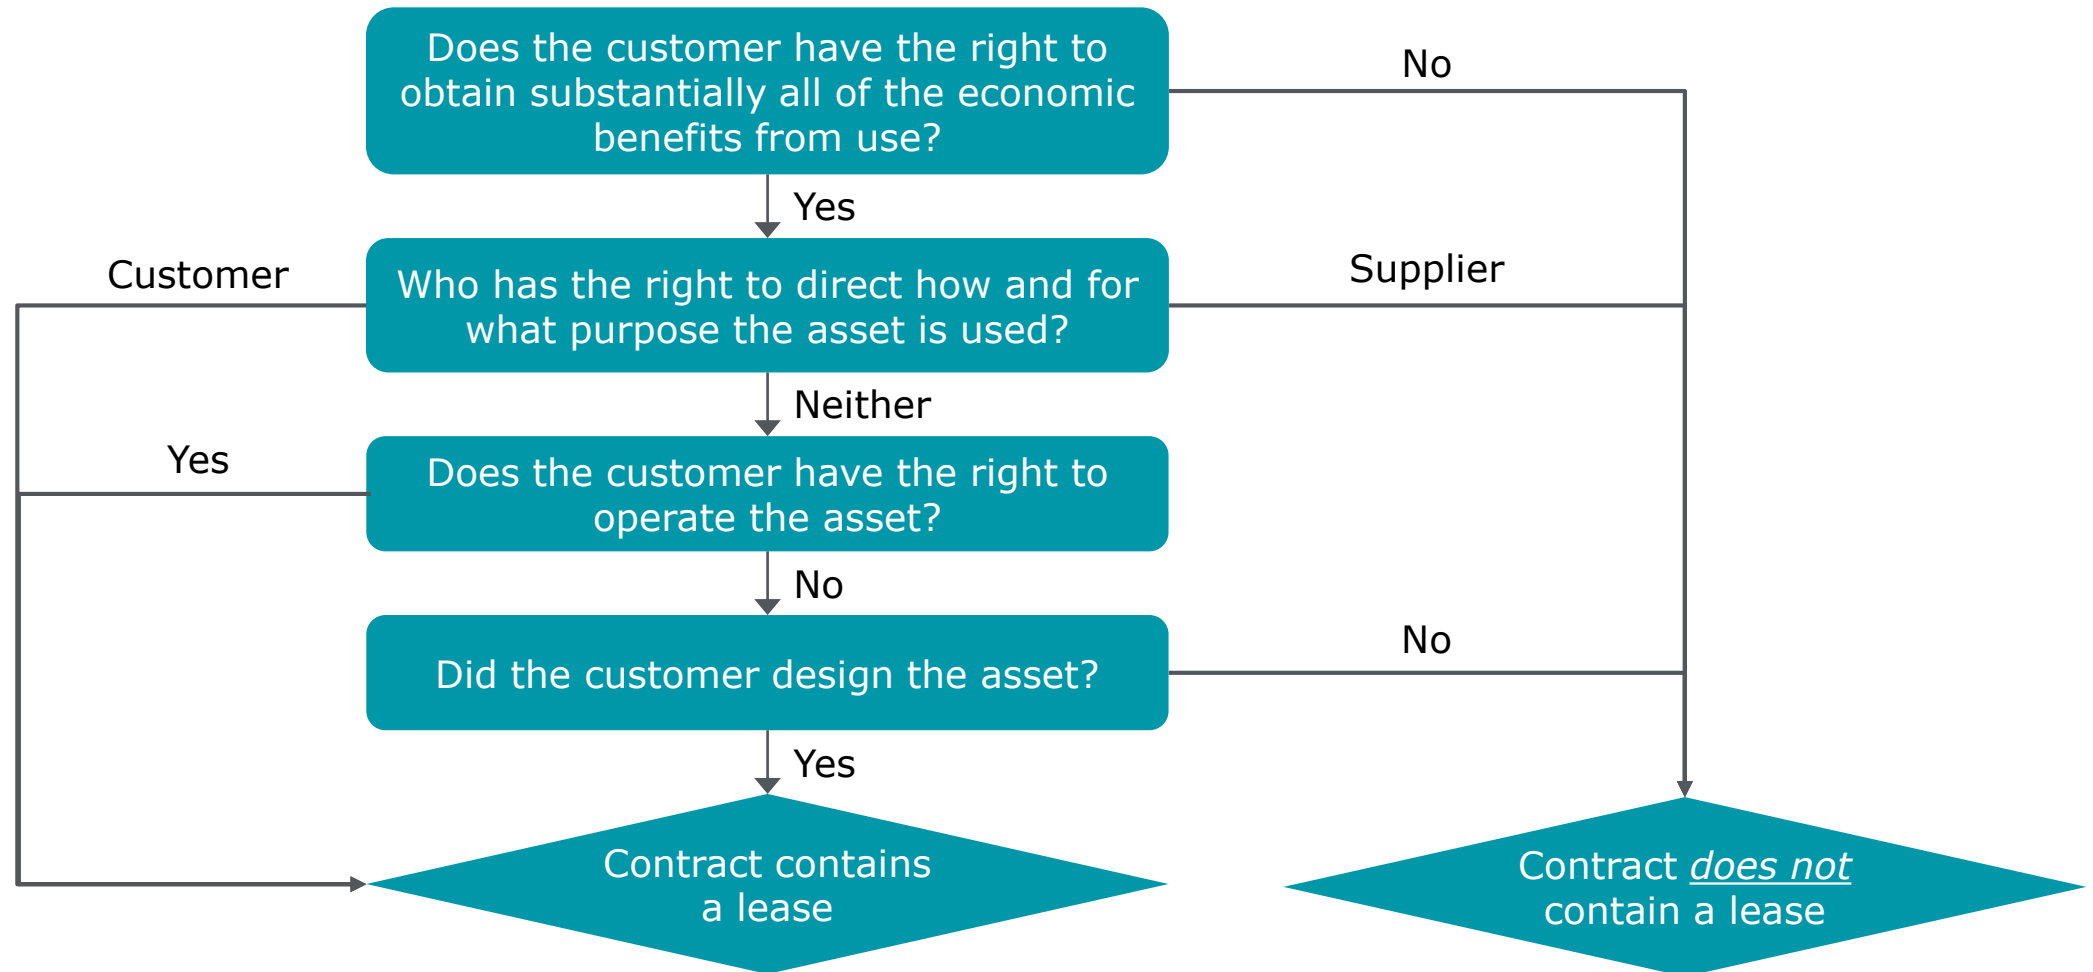 Does the customer have the right to
obtain substantially all of the economic
benefits from use?
No
Yes
Customer
Who has the right to direct how and for
what purpose the asset is used?
Supplier
Neither
Yes
Does the customer have the right to
operate the asset?
No
Did the customer design the asset?
No
Yes
Contract contains
a lease
Contract does not
contain a lease